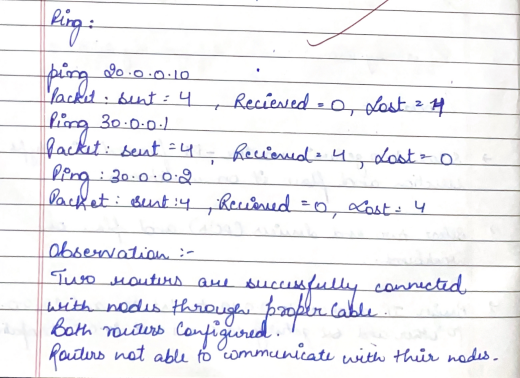 Ping :
ping 20.0.0.10
Packet : sent = 4 , Recieved = 0, Lost = 4
Ping 30.0.0.1
Packet : sent = 4 , Recieved = 4, Lost = 0
Ping : 30.0.0.2
Packet : sent : 4 , Recieved = 0, Lost = 4
Observation :-
Two routers are successfully connected
with nodes through proper Cable.
Both routers Configured.
Routers not able to communicate with their nodes.